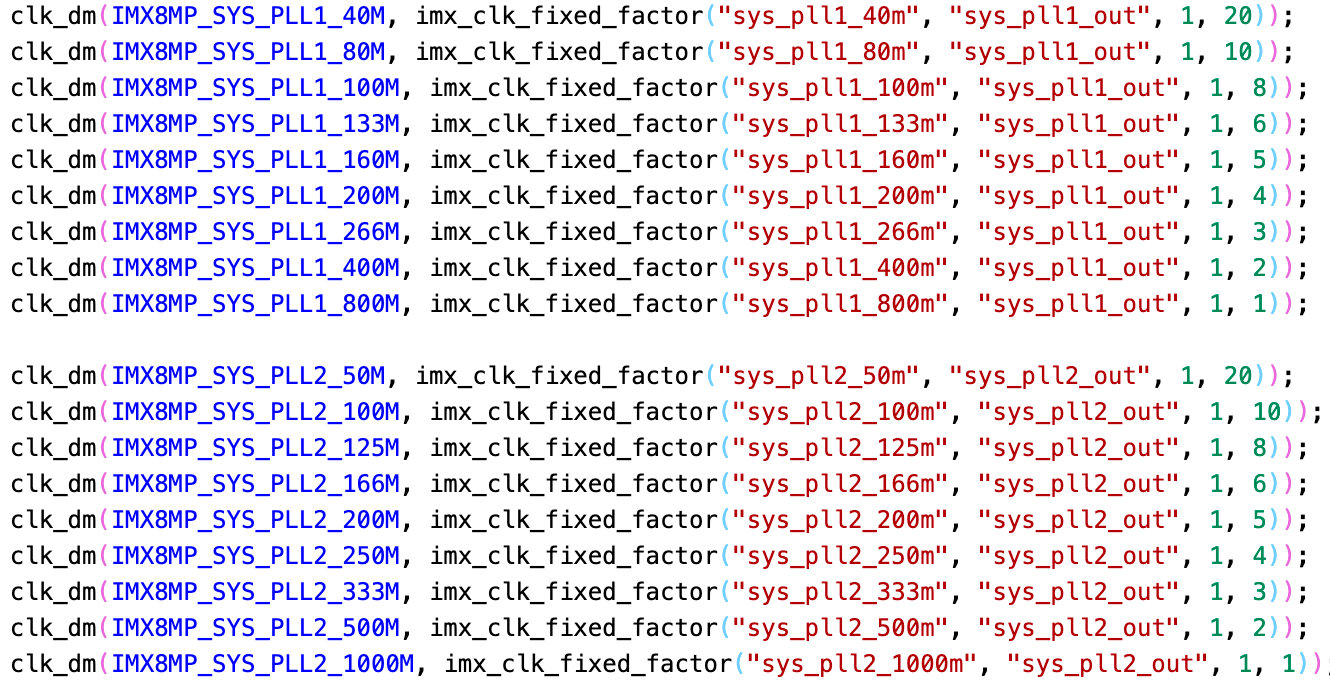 clk_dm(IMX8MP_SYS_PLL1_40M, imx_clk_fixed_factor("sys_pll1_40m", "sys_pll1_out", 1, 20));
clk_dm(IMX8MP_SYS_PLL1_80M, imx_clk_fixed_factor("sys_pll1_80m", "sys_pll1_out", 1, 10));
clk_dm(IMX8MP_SYS_PLL1_100M, imx_clk_fixed_factor("sys_pll1_100m", "sys_pll1_out", 1, 8));
clk_dm(IMX8MP_SYS_PLL1_133M, imx_clk_fixed_factor("sys_pll1_133m", "sys_pll1_out", 1, 6));
clk_dm(IMX8MP_SYS_PLL1_160M, imx_clk_fixed_factor("sys_pll1_160m", "sys_pll1_out", 1, 5));
clk_dm(IMX8MP_SYS_PLL1_200M, imx_clk_fixed_factor("sys_pll1_200m", "sys_pll1_out", 1, 4));
clk_dm(IMX8MP_SYS_PLL1_266M, imx_clk_fixed_factor("sys_pll1_266m", "sys_pll1_out", 1, 3));
clk_dm(IMX8MP_SYS_PLL1_400M, imx_clk_fixed_factor("sys_pll1_400m", "sys_pll1_out", 1, 2));
clk_dm(IMX8MP_SYS_PLL1_800M, imx_clk_fixed_factor("sys_pll1_800m", "sys_pll1_out", 1, 1));
clk_dm(IMX8MP_SYS_PLL2_50M, imx_clk_fixed_factor("sys_pll2_50m", "sys_pll2_out", 1, 20));
clk_dm(IMX8MP_SYS_PLL2_100M, imx_clk_fixed_factor("sys_pll2_100m", "sys_pll2_out", 1, 10));
clk_dm(IMX8MP_SYS_PLL2_125M, imx_clk_fixed_factor("sys_pll2_125m", "sys_pll2_out", 1, 8));
clk_dm(IMX8MP_SYS_PLL2_166M, imx_clk_fixed_factor("sys_pll2_166m", "sys_pll2_out", 1, 6));
clk_dm(IMX8MP_SYS_PLL2_200M, imx_clk_fixed_factor("sys_pll2_200m", "sys_pll2_out", 1, 5));
clk_dm(IMX8MP_SYS_PLL2_250M, imx_clk_fixed_factor("sys_pll2_250m", "sys_pll2_out", 1, 4));
clk_dm(IMX8MP_SYS_PLL2_333M, imx_clk_fixed_factor("sys_pll2_333m", "sys_pll2_out", 1, 3));
clk_dm(IMX8MP_SYS_PLL2_500M, imx_clk_fixed_factor("sys_pll2_500m", "sys_pll2_out", 1, 2));
clk_dm(IMX8MP_SYS_PLL2_1000M, imx_clk_fixed_factor("sys_pll2_1000m", "sys_pll2_out", 1, 1));